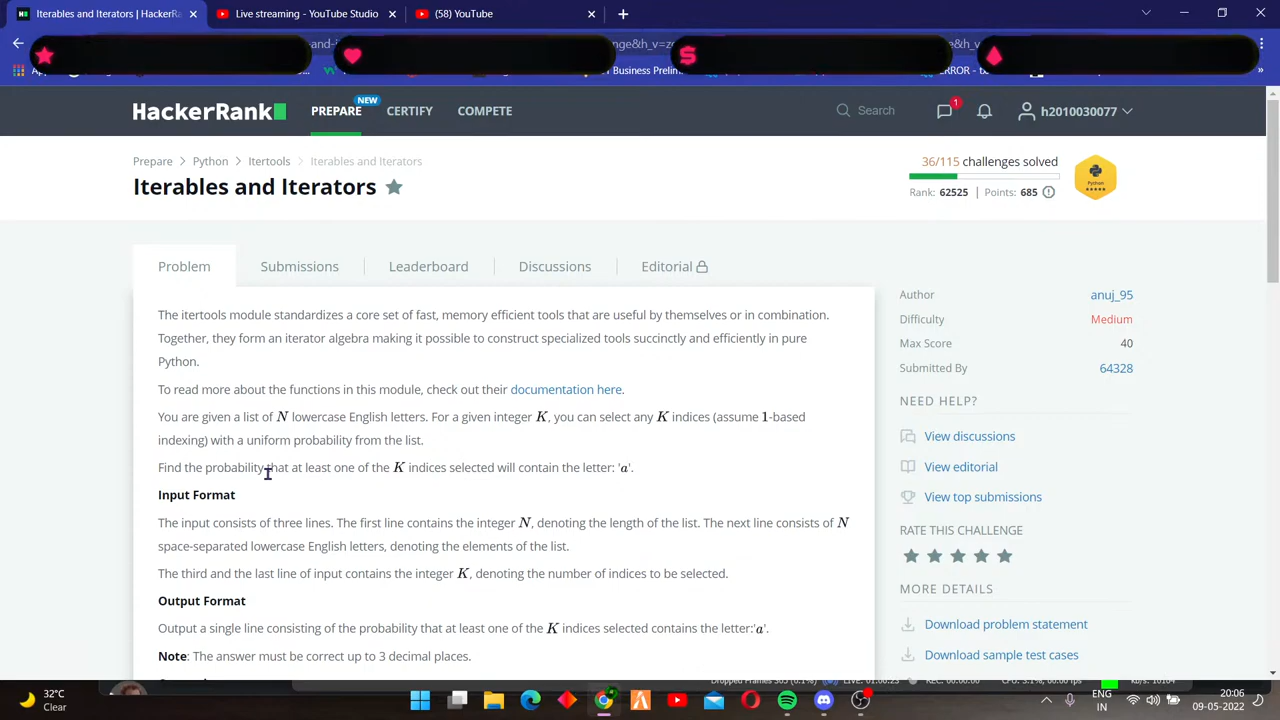 Iterables and Iterators | HackerRa
Live streaming - YouTube Studio
(58) YouTube
HackerRank
PREPARE
NEW
CERTIFY
COMPETE
Search
1
h2010030077
Prepare > Python > Itertools > Iterables and Iterators
Iterables and Iterators
36/115 challenges solved
Rank: 62525 | Points: 685
Python
Problem
Submissions
Leaderboard
Discussions
Editorial
The itertools module standardizes a core set of fast, memory efficient tools that are useful by themselves or in combination.
Together, they form an iterator algebra making it possible to construct specialized tools succinctly and efficiently in pure
Python.
To read more about the functions in this module, check out their documentation here.
You are given a list of N lowercase English letters. For a given integer K, you can select any K indices (assume 1-based
indexing) with a uniform probability from the list.
Find the probability that at least one of the K indices selected will contain the letter: 'a'.
Input Format
The input consists of three lines. The first line contains the integer N, denoting the length of the list. The next line consists of N
space-separated lowercase English letters, denoting the elements of the list.
The third and the last line of input contains the integer K, denoting the number of indices to be selected.
Output Format
Output a single line consisting of the probability that at least one of the K indices selected contains the letter:'a'.
Note: The answer must be correct up to 3 decimal places.
Author anuj_95
Difficulty Medium
Max Score 40
Submitted By 64328
NEED HELP?
View discussions
View editorial
View top submissions
RATE THIS CHALLENGE
MORE DETAILS
Download problem statement
Download sample test cases
32°C
Clear
ENG
IN
20:06
09-05-2022